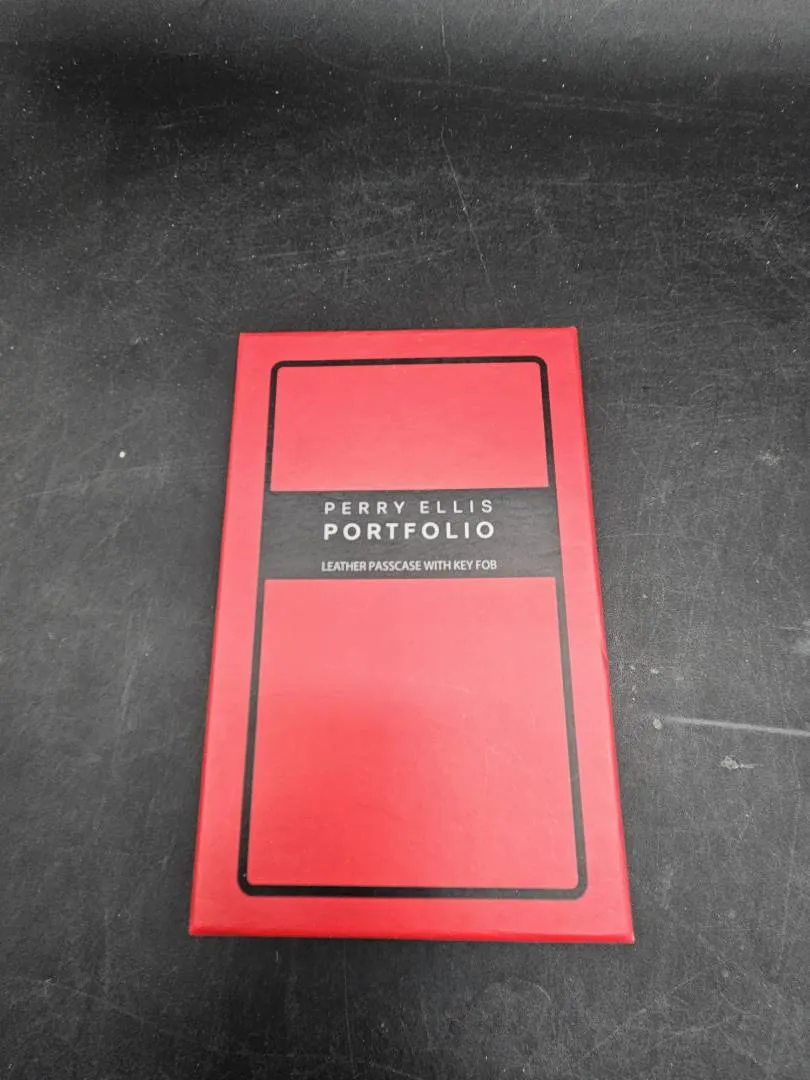 PERRY ELLIS
PORTFOLIO
LEATHER PASSCASE WITH KEY FOB